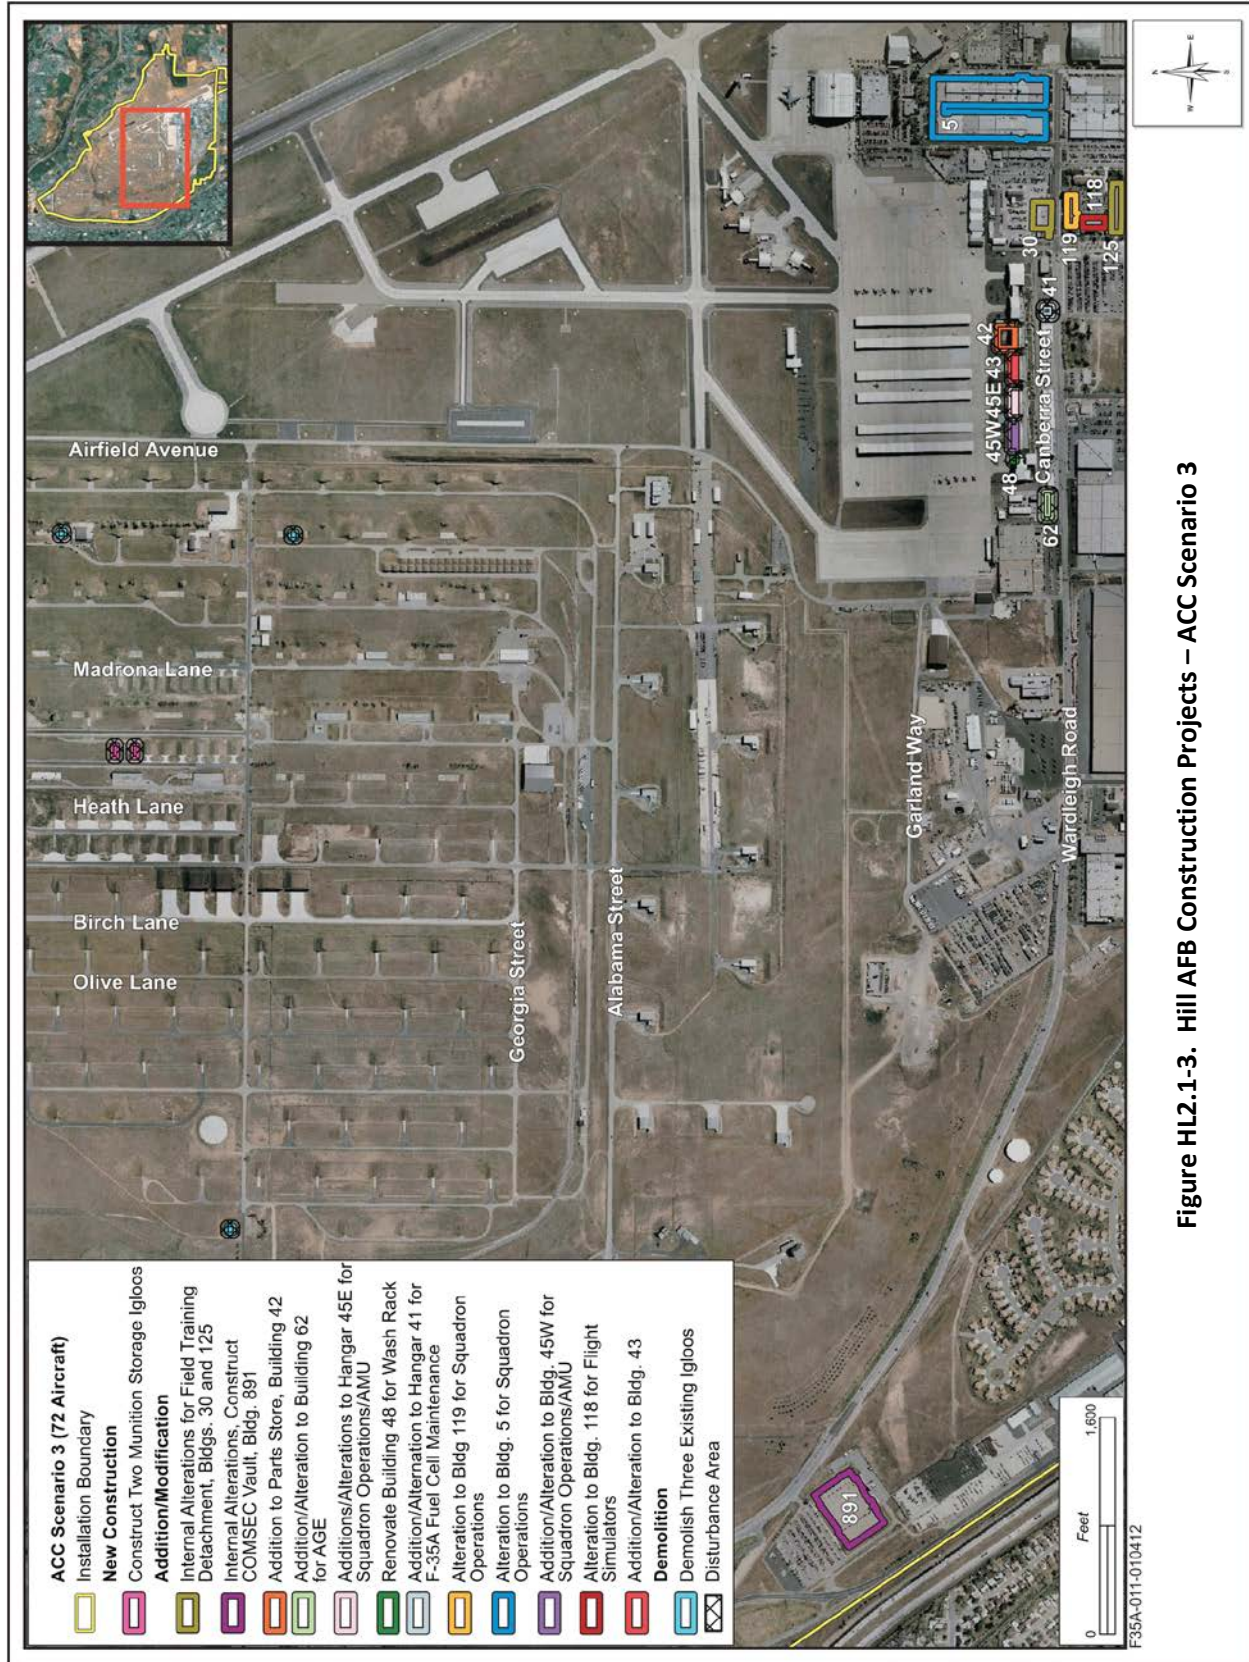 ACC Scenario 3 (72 Aircraft)
Installation Boundary
New Construction
Construct Two Munition Storage Igloos
Addition/Modification
Internal Alterations for Field Training
Detachment, Bldgs. 30 and 125
Internal Alterations, Construct
COMSEC Vault, Bldg. 891
Addition to Parts Store, Building 42
Addition/Alteration to Building 62
for AGE
Additions/Alterations to Hangar 45E for
Squadron Operations/AMU
Renovate Building 48 for Wash Rack
Addition/Alternation to Hangar 41 for
F-35A Fuel Cell Maintenance
Alteration to Bldg 119 for Squadron
Operations
Alteration to Bldg. 5 for Squadron
Operations
Addition/Alteration to Bldg. 45W for
Squadron Operations/AMU
Alteration to Bldg. 118 for Flight
Simulators
Addition/Alteration to Bldg. 43
Demolition
Demolish Three Existing Igloos
Disturbance Area
0 Feet 1,600
F35A-011-010412
Olive Lane
Birch Lane
Heath Lane
Madrona Lane
Airfield Avenue
Georgia Street
Alabama Street
Garland Way
Wardleigh Road
Canberra Street
891
62
48
45W
45E
43
42
41
30
119
118
125
5
N
E
S
W
Figure HL2.1-3. Hill AFB Construction Projects – ACC Scenario 3